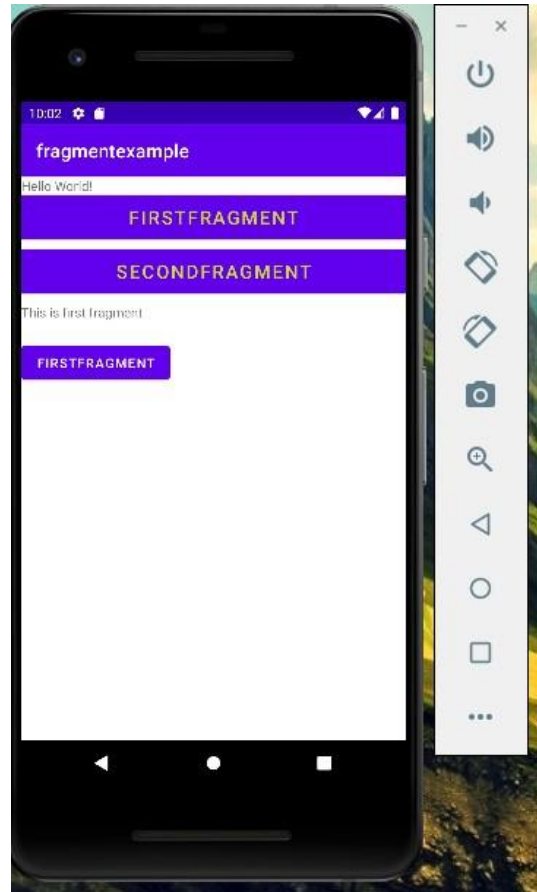 10:02
fragmentexample
Hello World!
FIRSTFRAGMENT
SECONDFRAGMENT
This is first fragment
FIRSTFRAGMENT